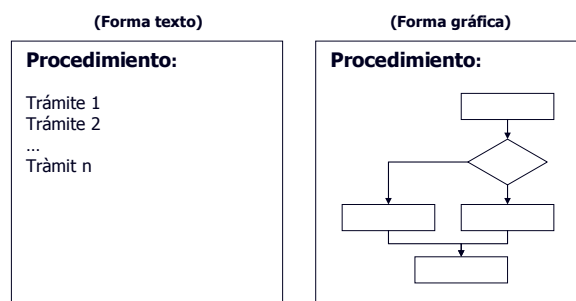 (Forma texto)
Procedimiento:
Trámite 1
Trámite 2
...
Tràmit n
(Forma gráfica)
Procedimiento: